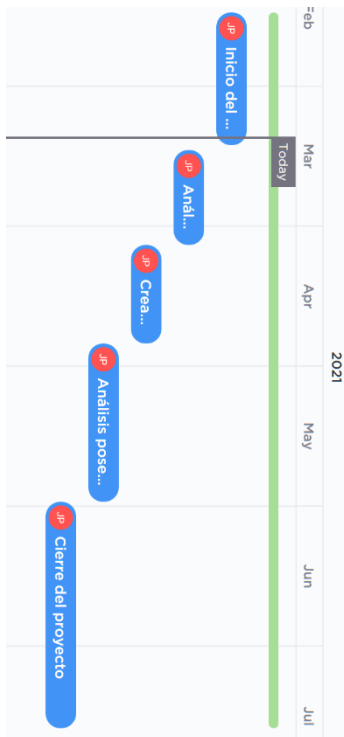 2021
Feb
Mar
Apr
May
Jun
Jul
Today
JP
Inicio del ...
JP
Anál...
JP
Crea...
JP
Análisis pose...
JP
Cierre del proyecto